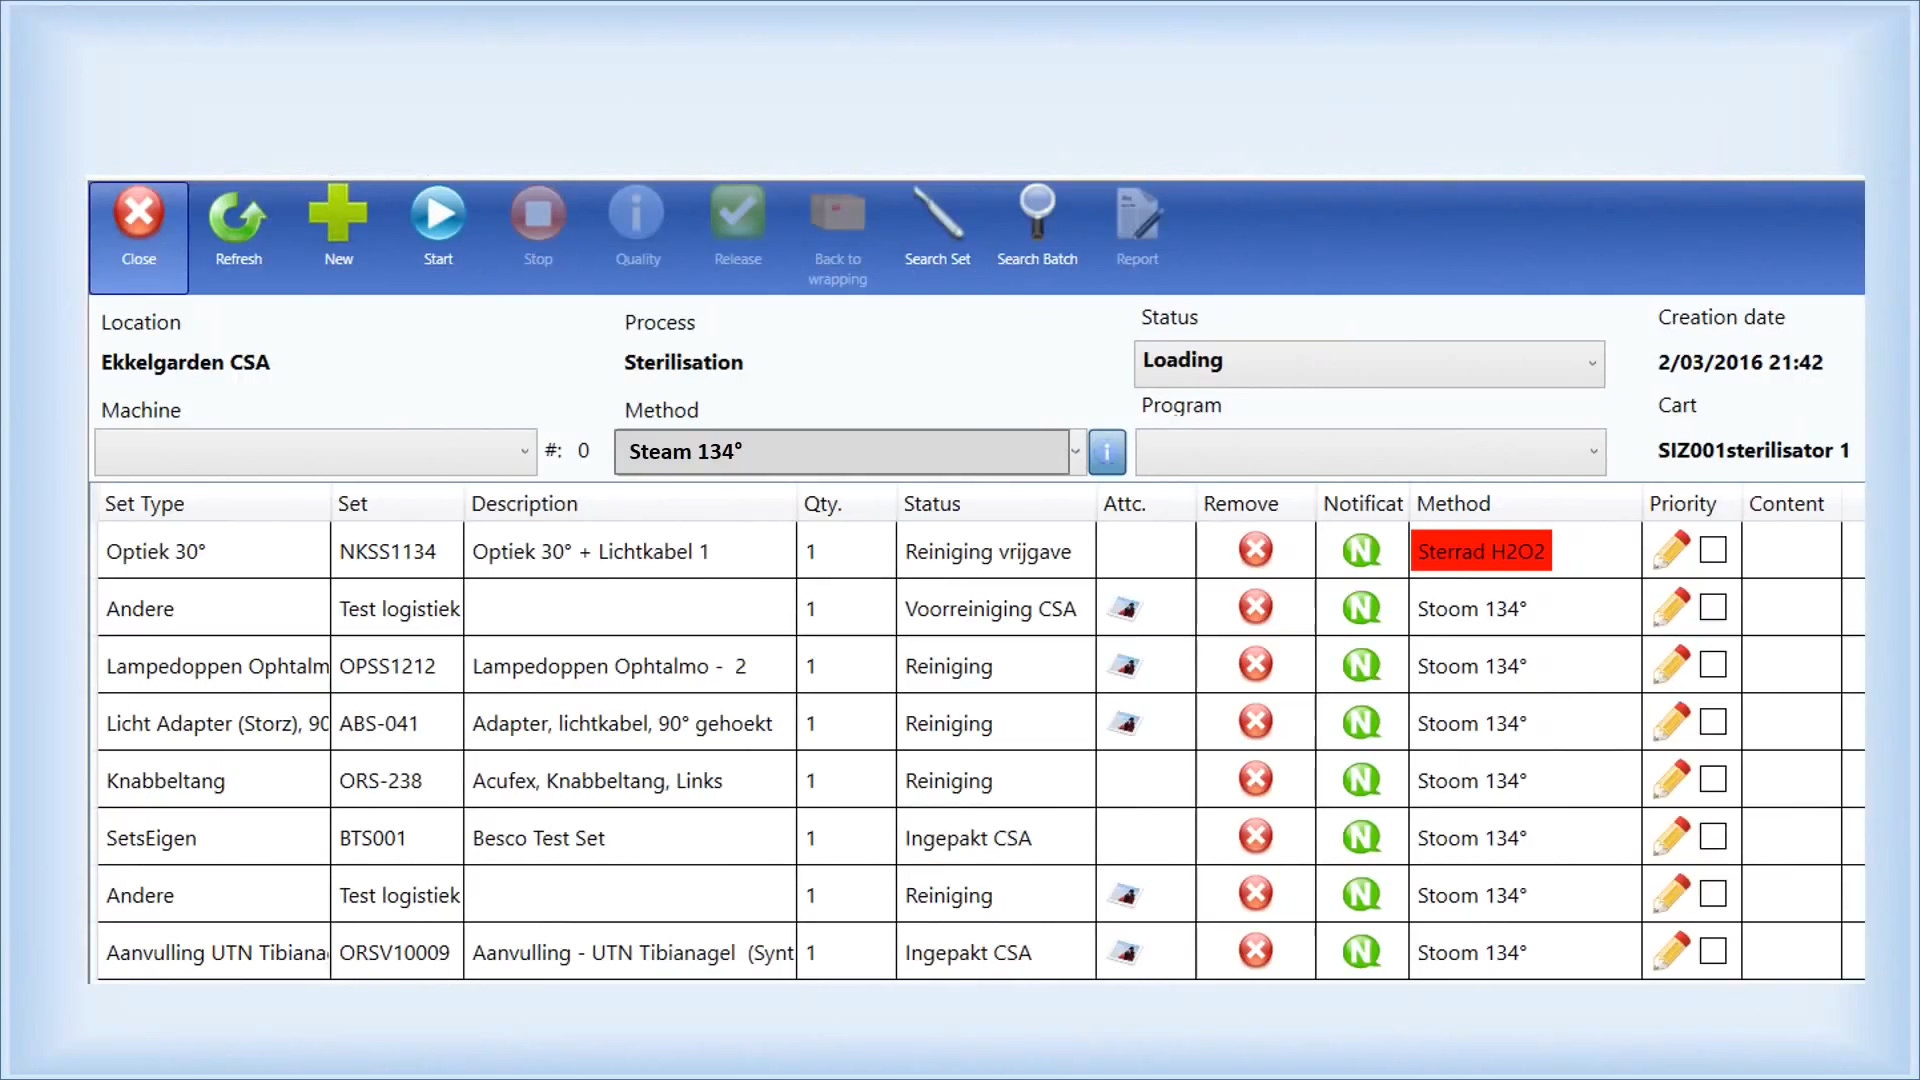 Close Refresh New Start Stop Quality Release Back to wrapping Search Set Search Batch Report
Location Process Status Creation date
Ekkelgarden CSA Sterilisation Loading 2/03/2016 21:42
Machine Method Program Cart
#: 0 Steam 134° SIZ001sterilisator 1
Set Type Set Description Qty. Status Attc. Remove Notificat Method Priority Content
Optiek 30° NKSS1134 Optiek 30° + Lichtkabel 1 1 Reiniging vrijgave N Sterrad H2O2
Andere Test logistiek 1 Voorreiniging CSA N Stoom 134°
Lampedoppen Ophtalm OPSS1212 Lampedoppen Ophtalmo - 2 1 Reiniging N Stoom 134°
Licht Adapter (Storz), 90 ABS-041 Adapter, lichtkabel, 90° gehoekt 1 Reiniging N Stoom 134°
Knabbeltang ORS-238 Acufex, Knabbeltang, Links 1 Reiniging N Stoom 134°
SetsEigen BTS001 Besco Test Set 1 Ingepakt CSA N Stoom 134°
Andere Test logistiek 1 Reiniging N Stoom 134°
Aanvulling UTN Tibiana ORSV10009 Aanvulling - UTN Tibianagel (Synt 1 Ingepakt CSA N Stoom 134°